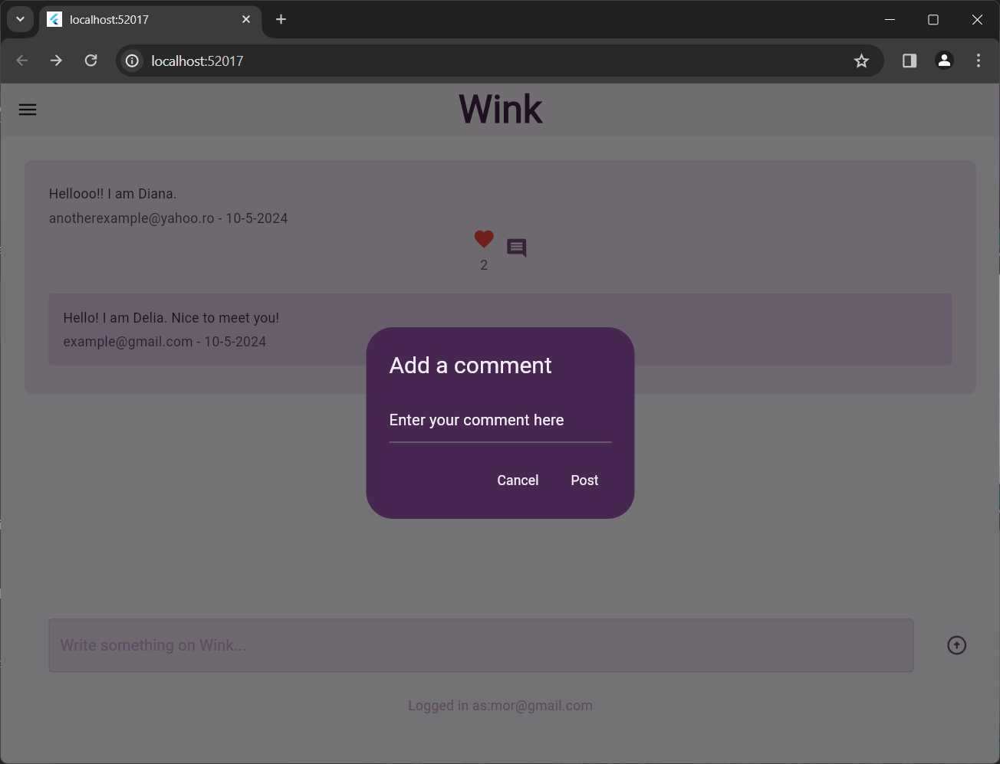 localhost:52017
localhost:52017
Wink
Hellooo!! I am Diana.
anotherexample@yahoo.ro - 10-5-2024
2
Hello! I am Delia. Nice to meet you!
example@gmail.com - 10-5-2024
Add a comment
Enter your comment here
Cancel Post
Write something on Wink...
Logged in as:mor@gmail.com